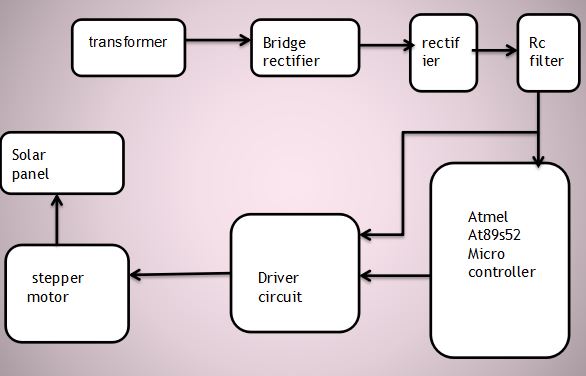 transformer
Bridge
rectifier
rectif
ier
Rc
filter
Solar
panel
Atmel
At89s52
Micro
controller
Driver
circuit
stepper
motor